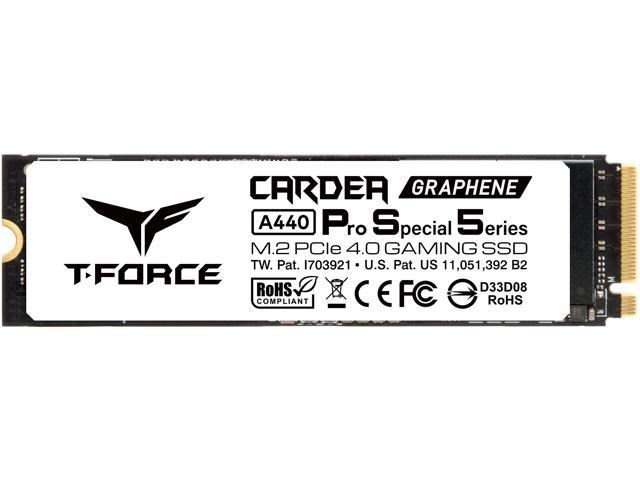 T-FORCE
CARDEA GRAPHENE
A440 Pro Special 5eries
M.2 PCIe 4.0 GAMING SSD
TW. Pat. I703921 • U.S. Pat. US 11,051,392 B2
RoHS
COMPLIANT
CE FC
D33D08
RoHS
M